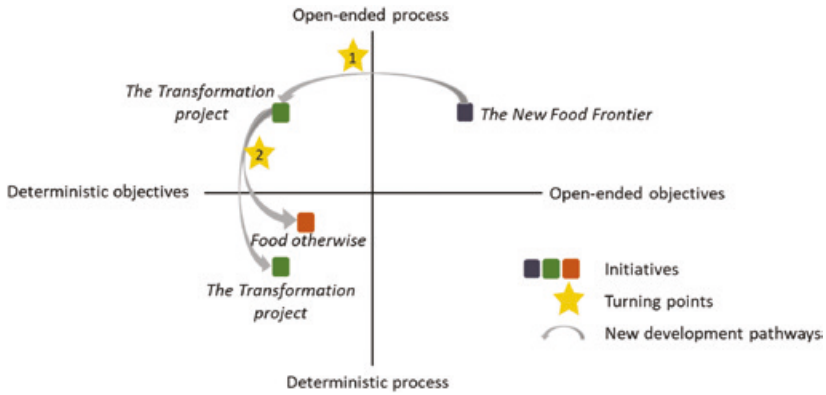 Open-ended process
1
The Transformation
project
The New Food Frontier
2
Deterministic objectives
Open-ended objectives
Food otherwise
The Transformation
project
Initiatives
Turning points
New development pathways
Deterministic process